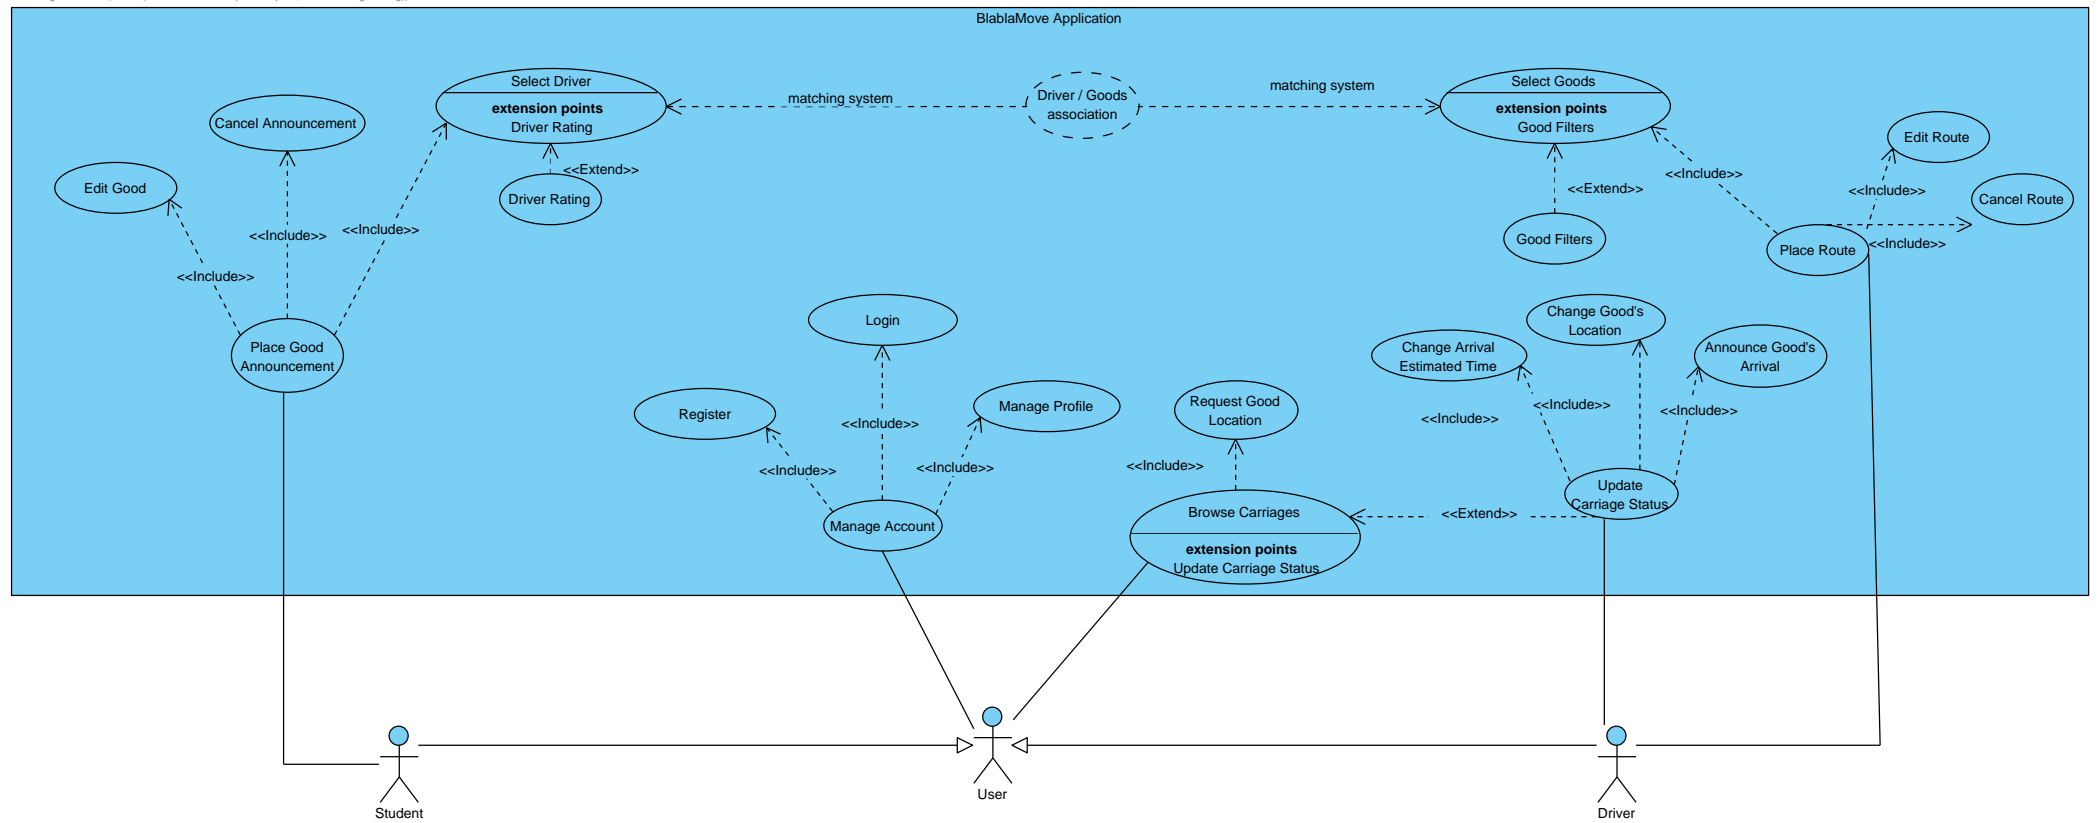 BlablaMove Application
Select Driver
extension points
Driver Rating
matching system
Driver / Goods
association
matching system
Select Goods
extension points
Good Filters
Cancel Announcement
Edit Route
Edit Good
<<Extend>>
Driver Rating
<<Extend>>
<<Include>>
<<Include>>
Cancel Route
<<Include>>
<<Include>>
<<Include>>
Good Filters
Place Route
<<Include>>
Place Good
Announcement
Login
Change Arrival
Estimated Time
Change Good's
Location
Announce Good's
Arrival
Register
Manage Profile
Request Good
Location
<<Include>>
<<Include>>
<<Include>>
<<Include>>
<<Include>>
<<Include>>
<<Include>>
Manage Account
Browse Carriages
extension points
Update Carriage Status
<<Extend>>
Update
Carriage Status
Student
User
Driver